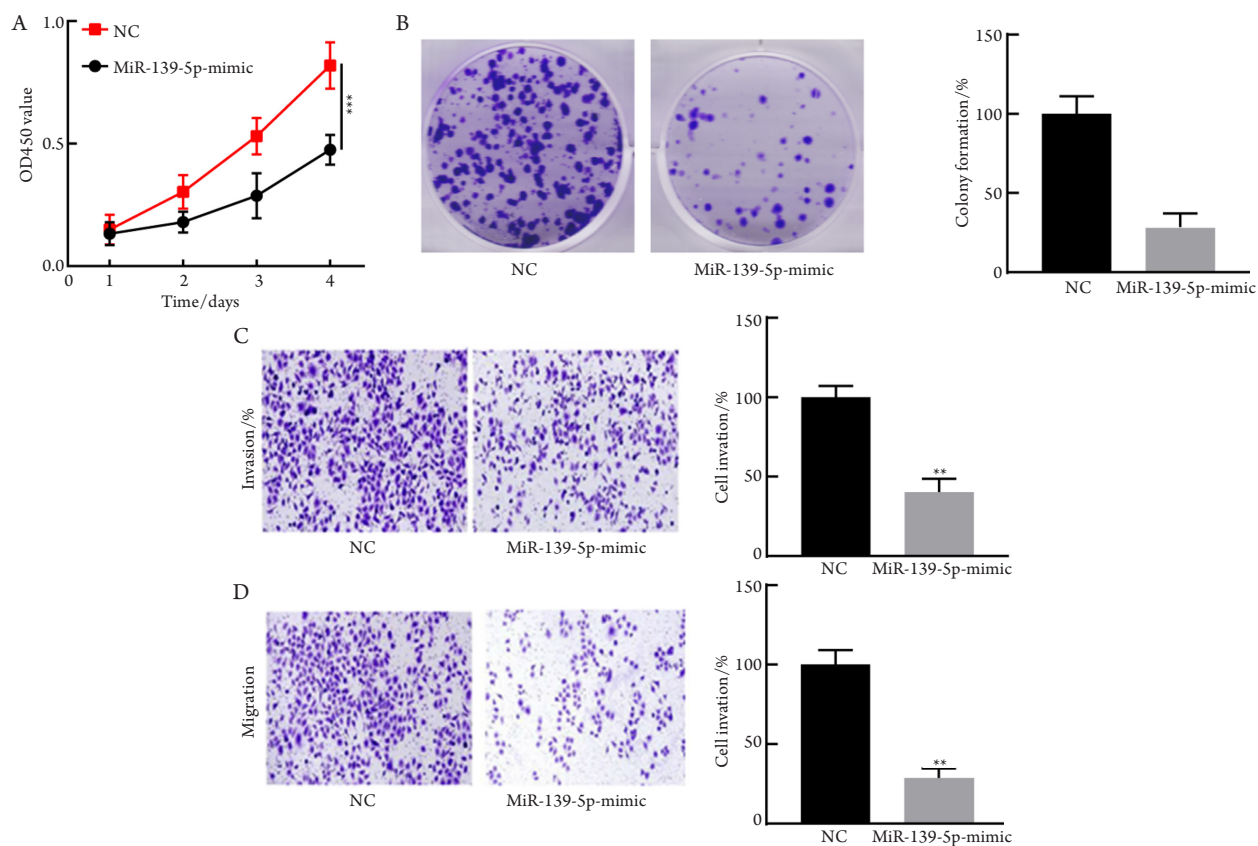 A
1.0
NC
MiR-139-5p-mimic
OD450 value
0.5
***
0.0
0
1
2
3
4
Time/days
B
NC
MiR-139-5p-mimic
150
100
50
0
Colony formation/%
NC
MiR-139-5p-mimic
C
Invasion/%
NC
MiR-139-5p-mimic
150
100
50
0
Cell invation/%
**
NC
MiR-139-5p-mimic
D
Migration
NC
MiR-139-5p-mimic
150
100
50
0
Cell invation/%
**
NC
MiR-139-5p-mimic